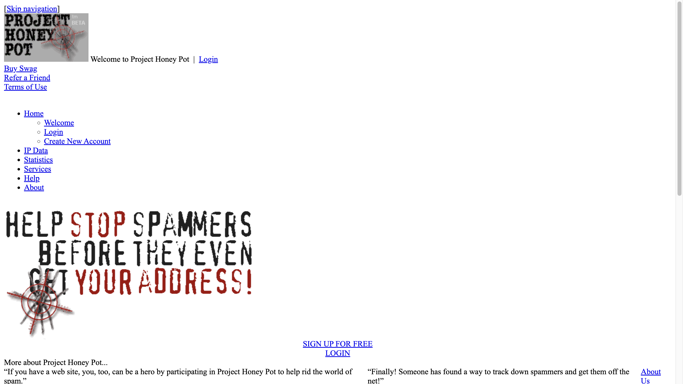 [Skip navigation]
PROJECT
HONEY
POT
Welcome to Project Honey Pot | Login
Buy Swag
Refer a Friend
Terms of Use
Home
Welcome
Login
Create New Account
IP Data
Statistics
Services
Help
About
HELP STOP SPAMMERS
BEFORE THEY EVEN
GET YOUR ADDRESS!
SIGN UP FOR FREE
LOGIN
More about Project Honey Pot...
“If you have a web site, you, too, can be a hero by participating in Project Honey Pot to help rid the world of
spam.”
“Finally! Someone has found a way to track down spammers and get them off the
net!”
About
Us